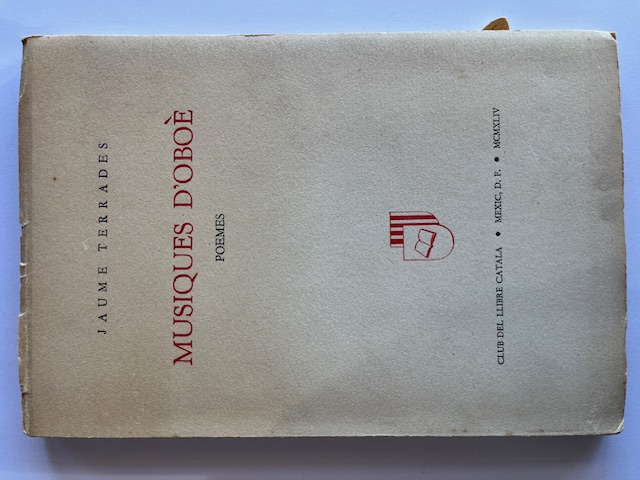 JAUME TERRADES
MUSIQUES D'OBOÈ
POEMES
CLUB DEL LLIBRE CATALA • MEXIC, D. F. • MCMXLIV